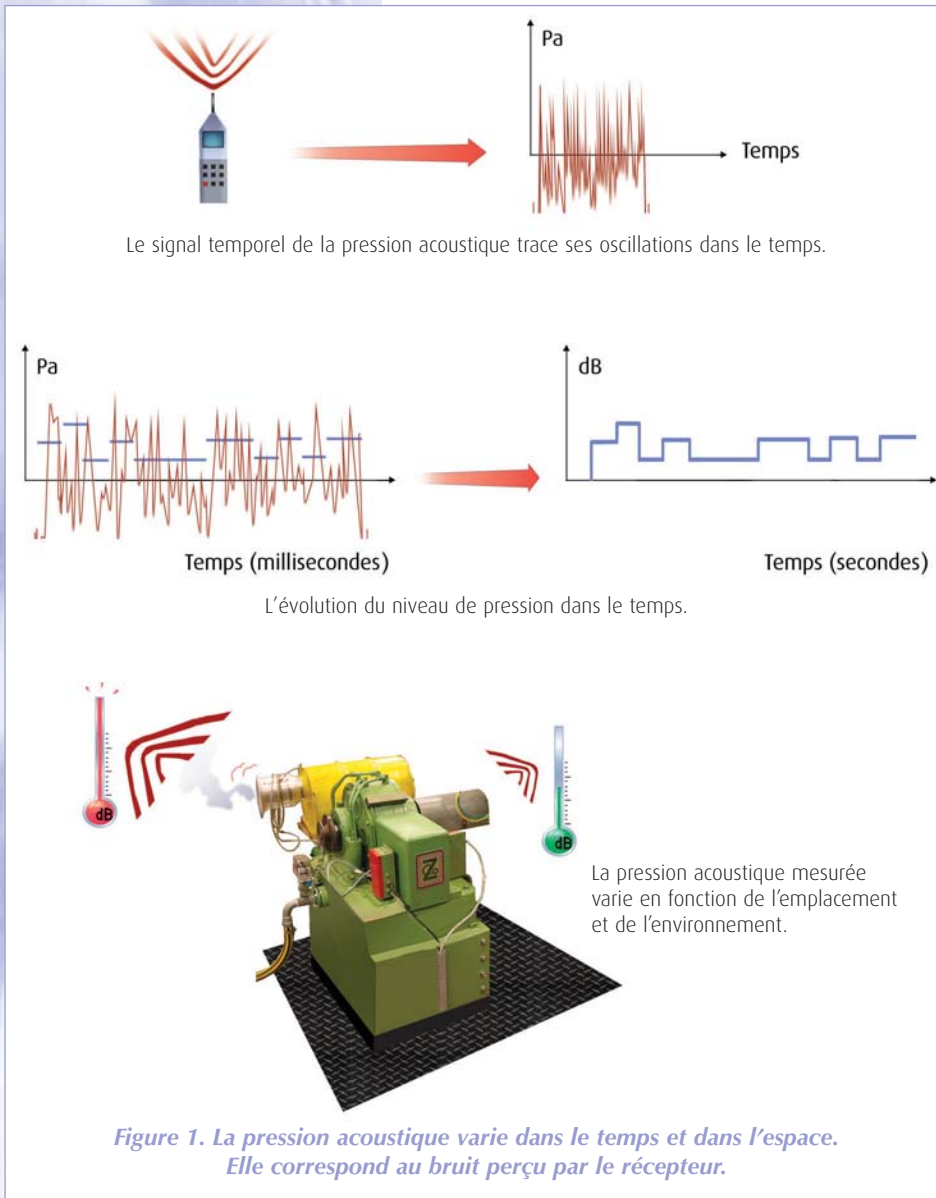 Pa
Temps
Le signal temporel de la pression acoustique trace ses oscillations dans le temps.
Pa
dB
Temps (millisecondes)
Temps (secondes)
L'évolution du niveau de pression dans le temps.
dB
dB
La pression acoustique mesurée
varie en fonction de l'emplacement
et de l'environnement.
Figure 1. La pression acoustique varie dans le temps et dans l'espace.
Elle correspond au bruit perçu par le récepteur.